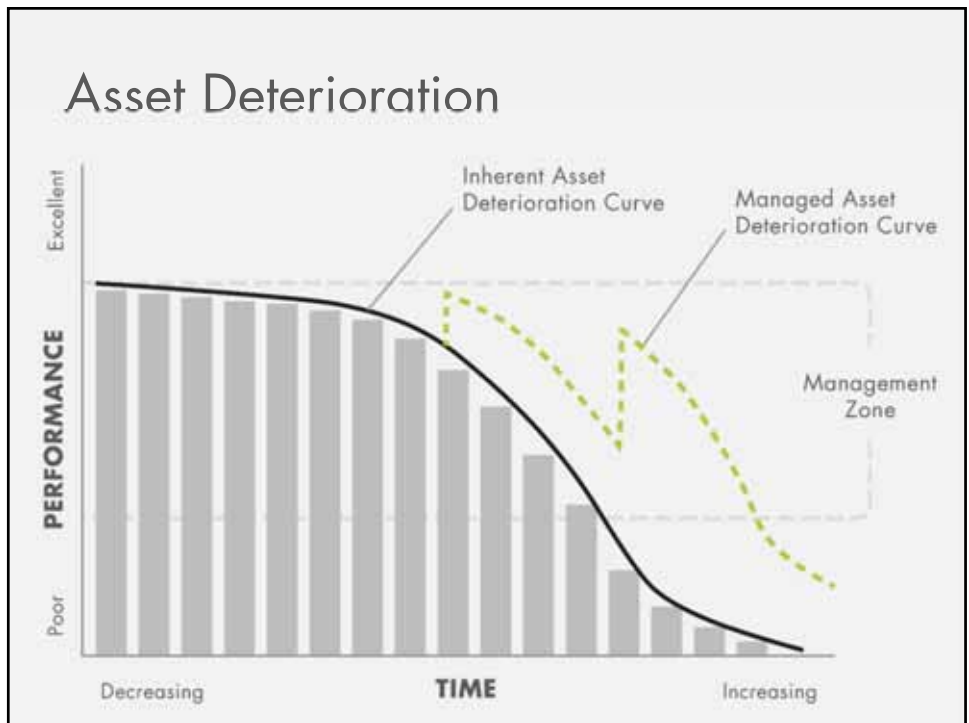 Asset Deterioration
Inherent Asset
Deterioration Curve
Managed Asset
Deterioration Curve
Excellent
PERFORMANCE
Poor
Management
Zone
Decreasing
TIME
Increasing